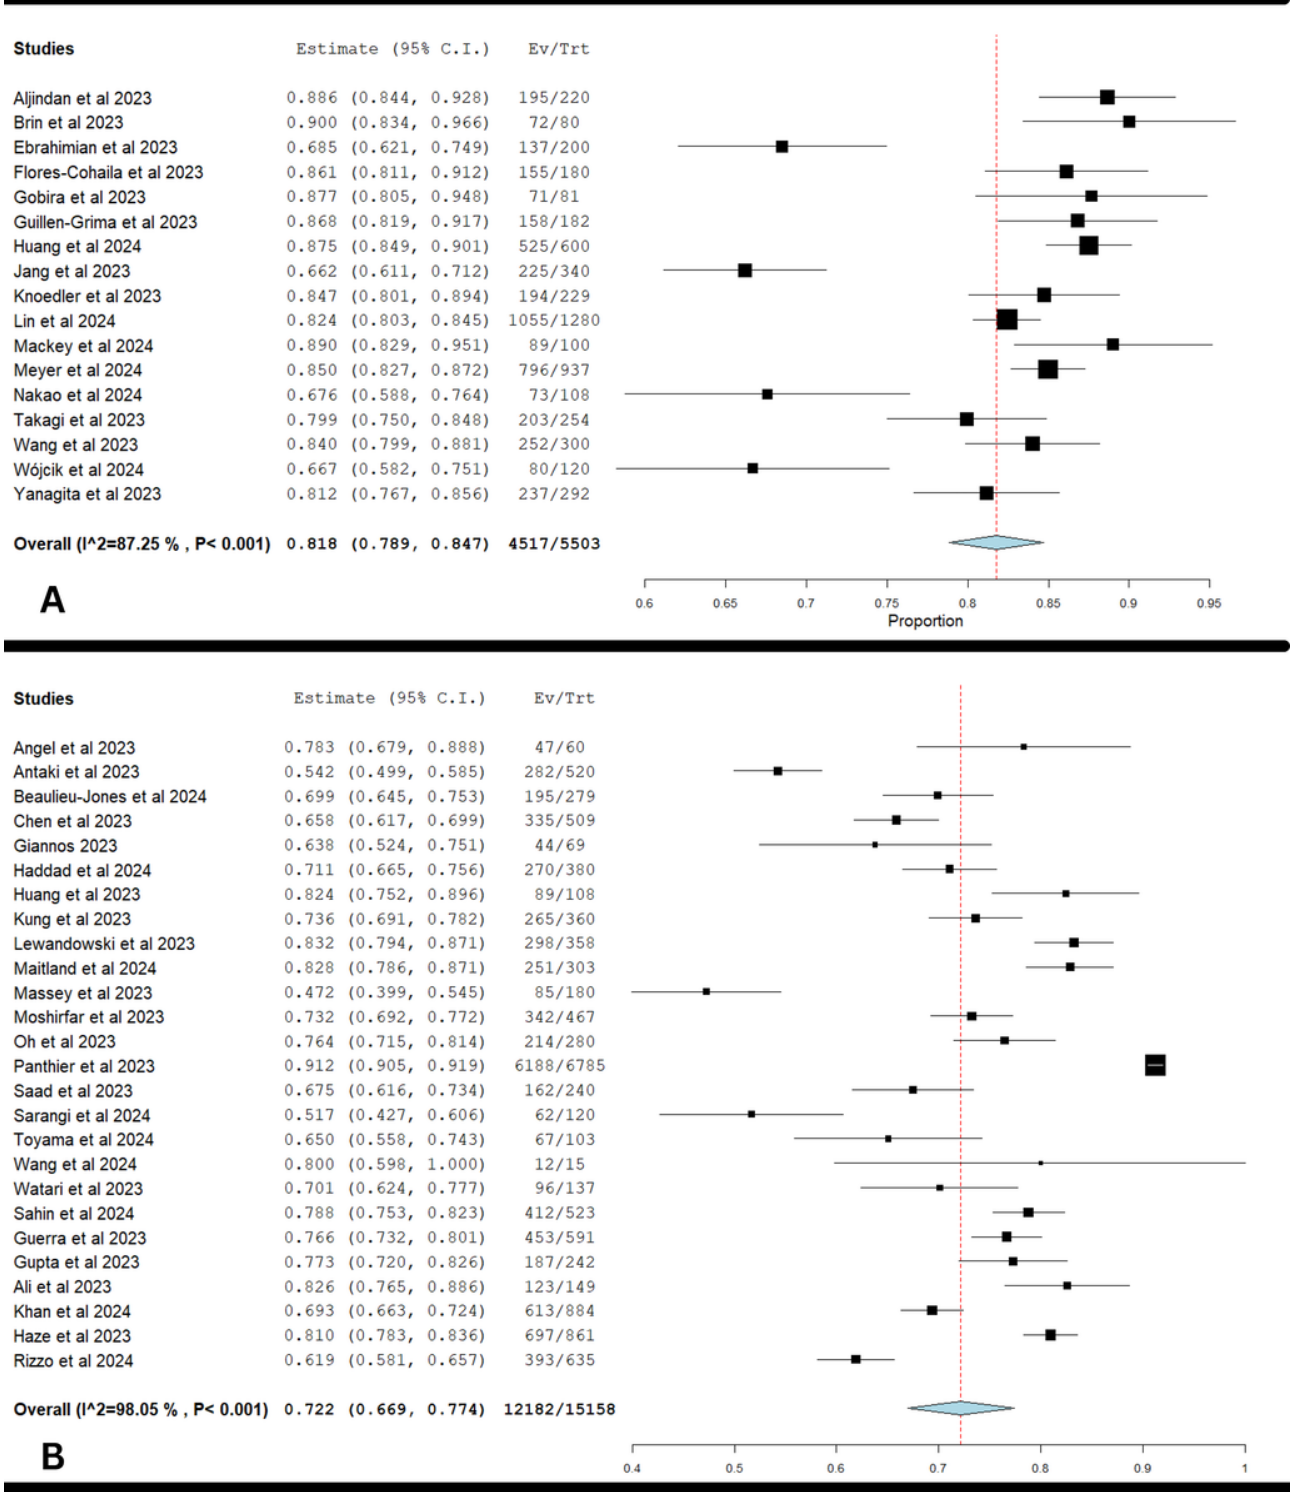 Studies Estimate (95% C.I.) Ev/Trt
Aljindan et al 2023 0.886 (0.844, 0.928) 195/220
Brin et al 2023 0.900 (0.834, 0.966) 72/80
Ebrahimian et al 2023 0.685 (0.621, 0.749) 137/200
Flores-Cohaila et al 2023 0.861 (0.811, 0.912) 155/180
Gobira et al 2023 0.877 (0.805, 0.948) 71/81
Guillen-Grima et al 2023 0.868 (0.819, 0.917) 158/182
Huang et al 2024 0.875 (0.849, 0.901) 525/600
Jang et al 2023 0.662 (0.611, 0.712) 225/340
Knoedler et al 2023 0.847 (0.801, 0.894) 194/229
Lin et al 2024 0.824 (0.803, 0.845) 1055/1280
Mackey et al 2024 0.890 (0.829, 0.951) 89/100
Meyer et al 2024 0.850 (0.827, 0.872) 796/937
Nakao et al 2024 0.676 (0.588, 0.764) 73/108
Takagi et al 2023 0.799 (0.750, 0.848) 203/254
Wang et al 2023 0.840 (0.799, 0.881) 252/300
Wójcik et al 2024 0.667 (0.582, 0.751) 80/120
Yanagita et al 2023 0.812 (0.767, 0.856) 237/292
Overall (I^2=87.25 % , P< 0.001) 0.818 (0.789, 0.847) 4517/5503
0.6 0.65 0.7 0.75 0.8 0.85 0.9 0.95
Proportion
A
Studies Estimate (95% C.I.) Ev/Trt
Angel et al 2023 0.783 (0.679, 0.888) 47/60
Antaki et al 2023 0.542 (0.499, 0.585) 282/520
Beaulieu-Jones et al 2024 0.699 (0.645, 0.753) 195/279
Chen et al 2023 0.658 (0.617, 0.699) 335/509
Giannos 2023 0.638 (0.524, 0.751) 44/69
Haddad et al 2024 0.711 (0.665, 0.756) 270/380
Huang et al 2023 0.824 (0.752, 0.896) 89/108
Kung et al 2023 0.736 (0.691, 0.782) 265/360
Lewandowski et al 2023 0.832 (0.794, 0.871) 298/358
Maitland et al 2024 0.828 (0.786, 0.871) 251/303
Massey et al 2023 0.472 (0.399, 0.545) 85/180
Moshirfar et al 2023 0.732 (0.692, 0.772) 342/467
Oh et al 2023 0.764 (0.715, 0.814) 214/280
Panthier et al 2023 0.912 (0.905, 0.919) 6188/6785
Saad et al 2023 0.675 (0.616, 0.734) 162/240
Sarangi et al 2024 0.517 (0.427, 0.606) 62/120
Toyama et al 2024 0.650 (0.558, 0.743) 67/103
Wang et al 2024 0.800 (0.598, 1.000) 12/15
Watari et al 2023 0.701 (0.624, 0.777) 96/137
Sahin et al 2024 0.788 (0.753, 0.823) 412/523
Guerra et al 2023 0.766 (0.732, 0.801) 453/591
Gupta et al 2023 0.773 (0.720, 0.826) 187/242
Ali et al 2023 0.826 (0.765, 0.886) 123/149
Khan et al 2024 0.693 (0.663, 0.724) 613/884
Haze et al 2023 0.810 (0.783, 0.836) 697/861
Rizzo et al 2024 0.619 (0.581, 0.657) 393/635
Overall (I^2=98.05 % , P< 0.001) 0.722 (0.669, 0.774) 12182/15158
B
0.4 0.5 0.6 0.7 0.8 0.9 1